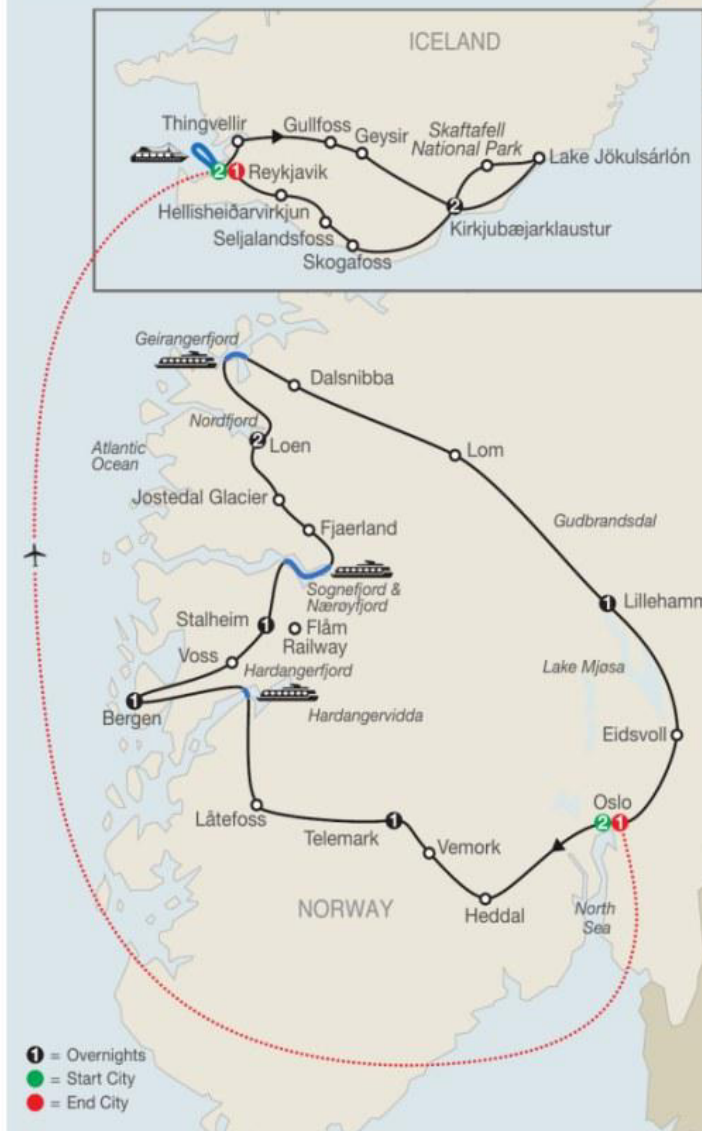 ICELAND
Thingvellir
Gullfoss
Geysir
Skaftafell
National Park
Lake Jökulsárlón
2
1
Reykjavik
Hellisheiðarvirkjun
Seljalandsfoss
Skogafoss
2
Kirkjubæjarklaustur
Geirangerfjord
Dalsnibba
Nordfjord
2
Loen
Lom
Atlantic
Ocean
Jostedal Glacier
Fjaerland
Gudbrandsdal
Sognefjord &
Nærøyfjord
1
Lillehamn
Stalheim
1
Flåm
Railway
Voss
Hardangerfjord
Lake Mjøsa
1
Bergen
Hardangervidda
Eidsvoll
Låtefoss
Telemark
1
Oslo
2
1
Vemork
Heddal
NORWAY
North
Sea
1 = Overnights
= Start City
= End City